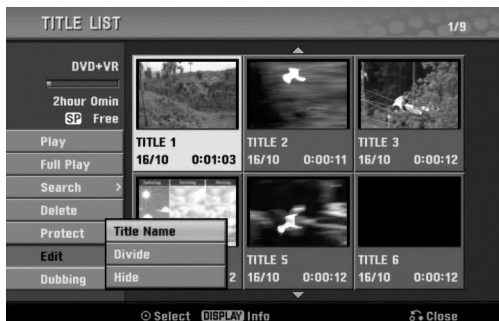 TITLE LIST
1/9
DVD+VR
2hour 0min
SP Free
Play
Full Play
Search >
Delete
Protect
Edit
Dubbing
Title Name
Divide
Hide
TITLE 1
16/10 0:01:03
TITLE 2
16/10 0:00:11
TITLE 3
16/10 0:00:12
Samstag Sonntag Montag
2
TITLE 5
16/10 0:00:12
TITLE 6
16/10 0:00:12
Select DISPLAY Info
Close